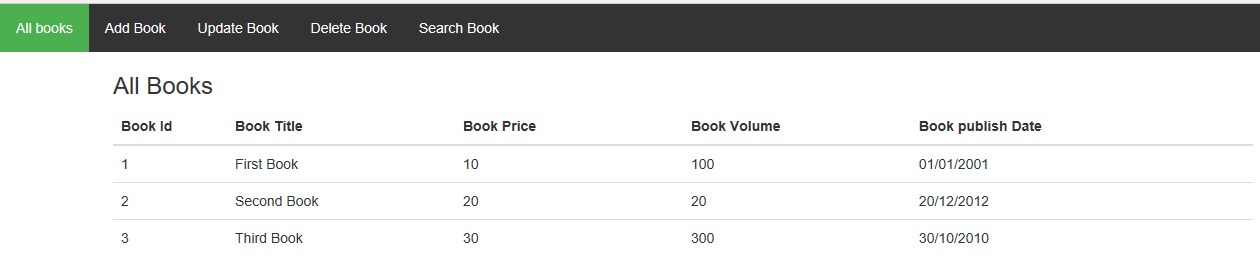 All books Add Book Update Book Delete Book Search Book
All Books
Book Id Book Title Book Price Book Volume Book publish Date
1 First Book 10 100 01/01/2001
2 Second Book 20 20 20/12/2012
3 Third Book 30 300 30/10/2010